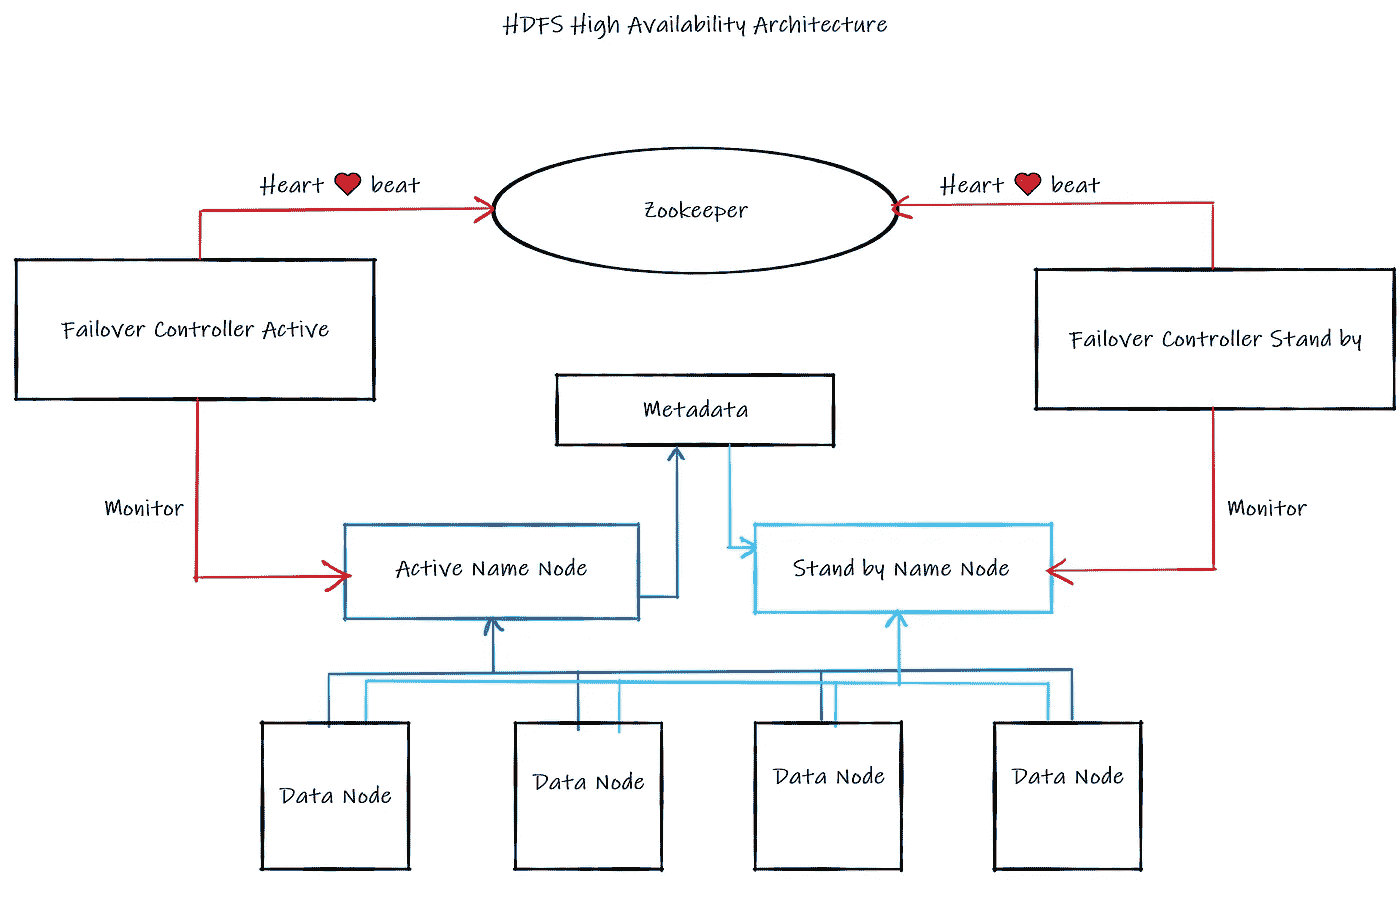 HDFS High Availability Architecture
Heart ❤ beat
Heart ❤ beat
Zookeeper
Failover Controller Active
Failover Controller Stand by
Metadata
Monitor
Monitor
Active Name Node
Stand by Name Node
Data Node
Data Node
Data Node
Data Node